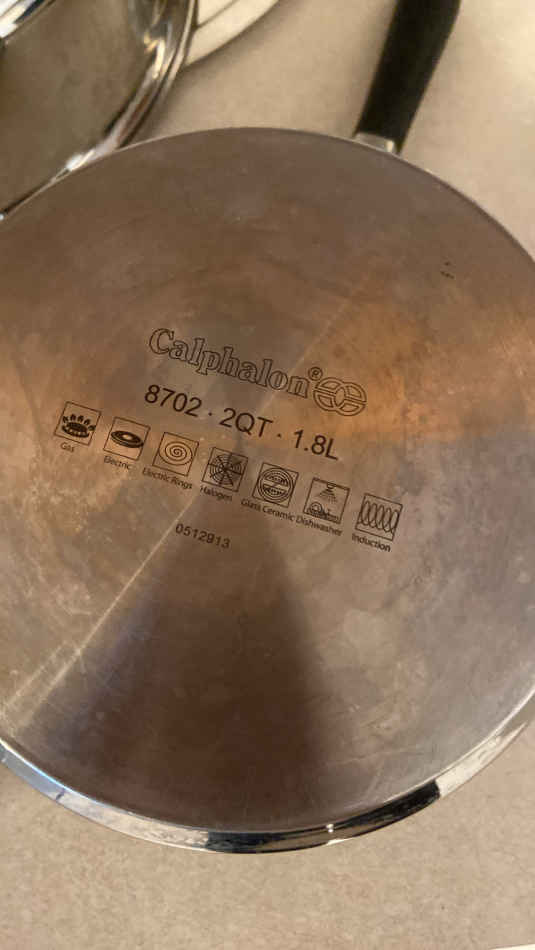 Calphalon®
8702 · 2QT · 1.8L
Gas Electric Electric Rings Halogen Glass Ceramic Dishwasher Induction
0512913